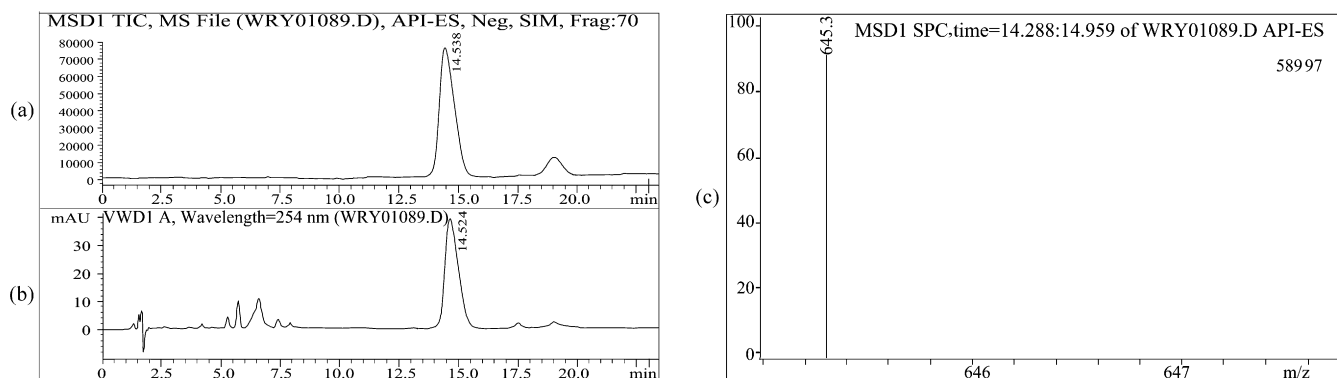 MSD1 TIC, MS File (WRY01089.D), API-ES, Neg, SIM, Frag:70
(a)
80000
70000
60000
50000
40000
30000
20000
10000
0
14.538
0 2.5 5.0 7.5 10.0 12.5 15.0 17.5 20.0 min
mAU VWD1 A, Wavelength=254 nm (WRY01089.D)
(b)
30
20
10
0
14.524
0 2.5 5.0 7.5 10.0 12.5 15.0 17.5 20.0 min
(c)
MSD1 SPC,time=14.288:14.959 of WRY01089.D API-ES
58997
645.3
100
80
60
40
20
0
646 647 m/z